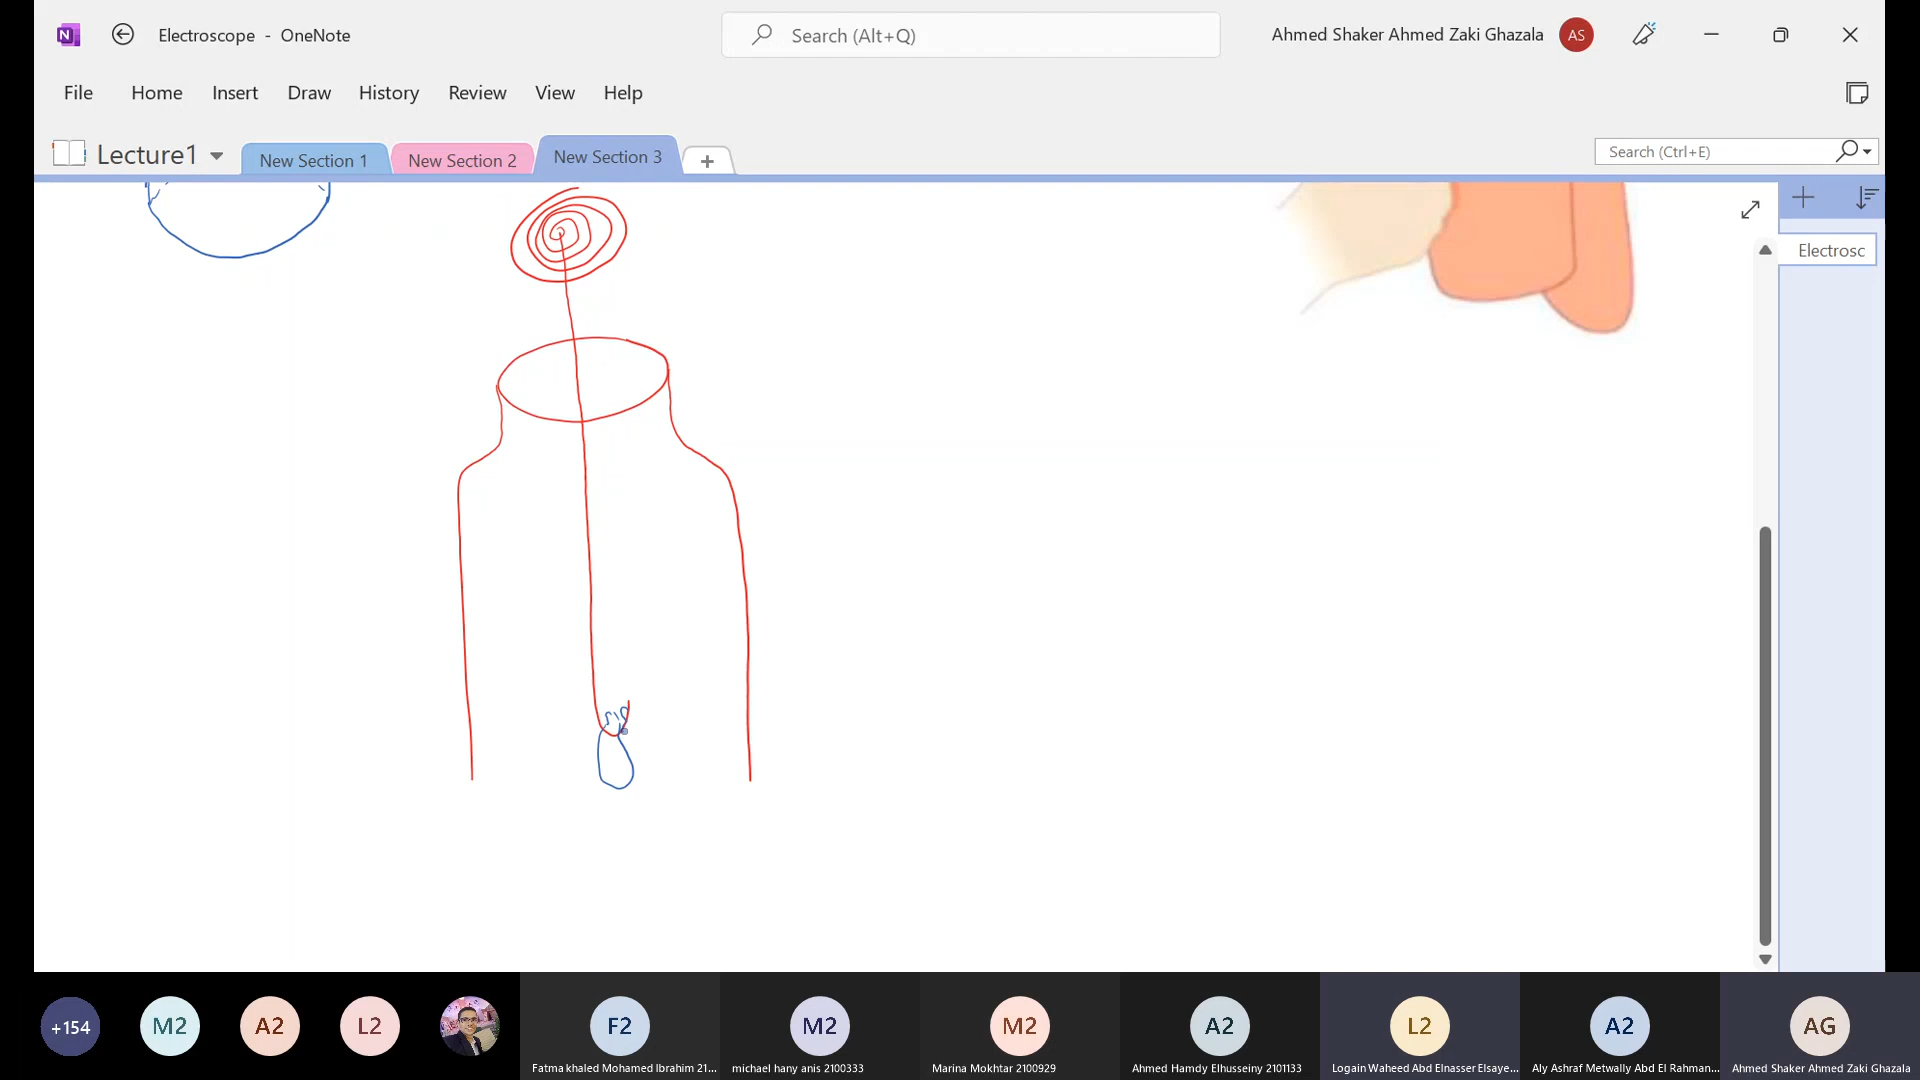 N Electroscope - OneNote Search (Alt+Q) Ahmed Shaker Ahmed Zaki Ghazala AS
File Home Insert Draw History Review View Help
Lecture1 New Section 1 New Section 2 New Section 3 + Search (Ctrl+E)
Electrosc
+154 M2 A2 L2 F2 M2 M2 A2 L2 A2 AG
Fatma khaled Mohamed Ibrahim 21... michael hany anis 2100333 Marina Mokhtar 2100929 Ahmed Hamdy Elhusseiny 2101133 Logain Waheed Abd Elnasser Elsaye... Aly Ashraf Metwally Abd El Rahman... Ahmed Shaker Ahmed Zaki Ghazala